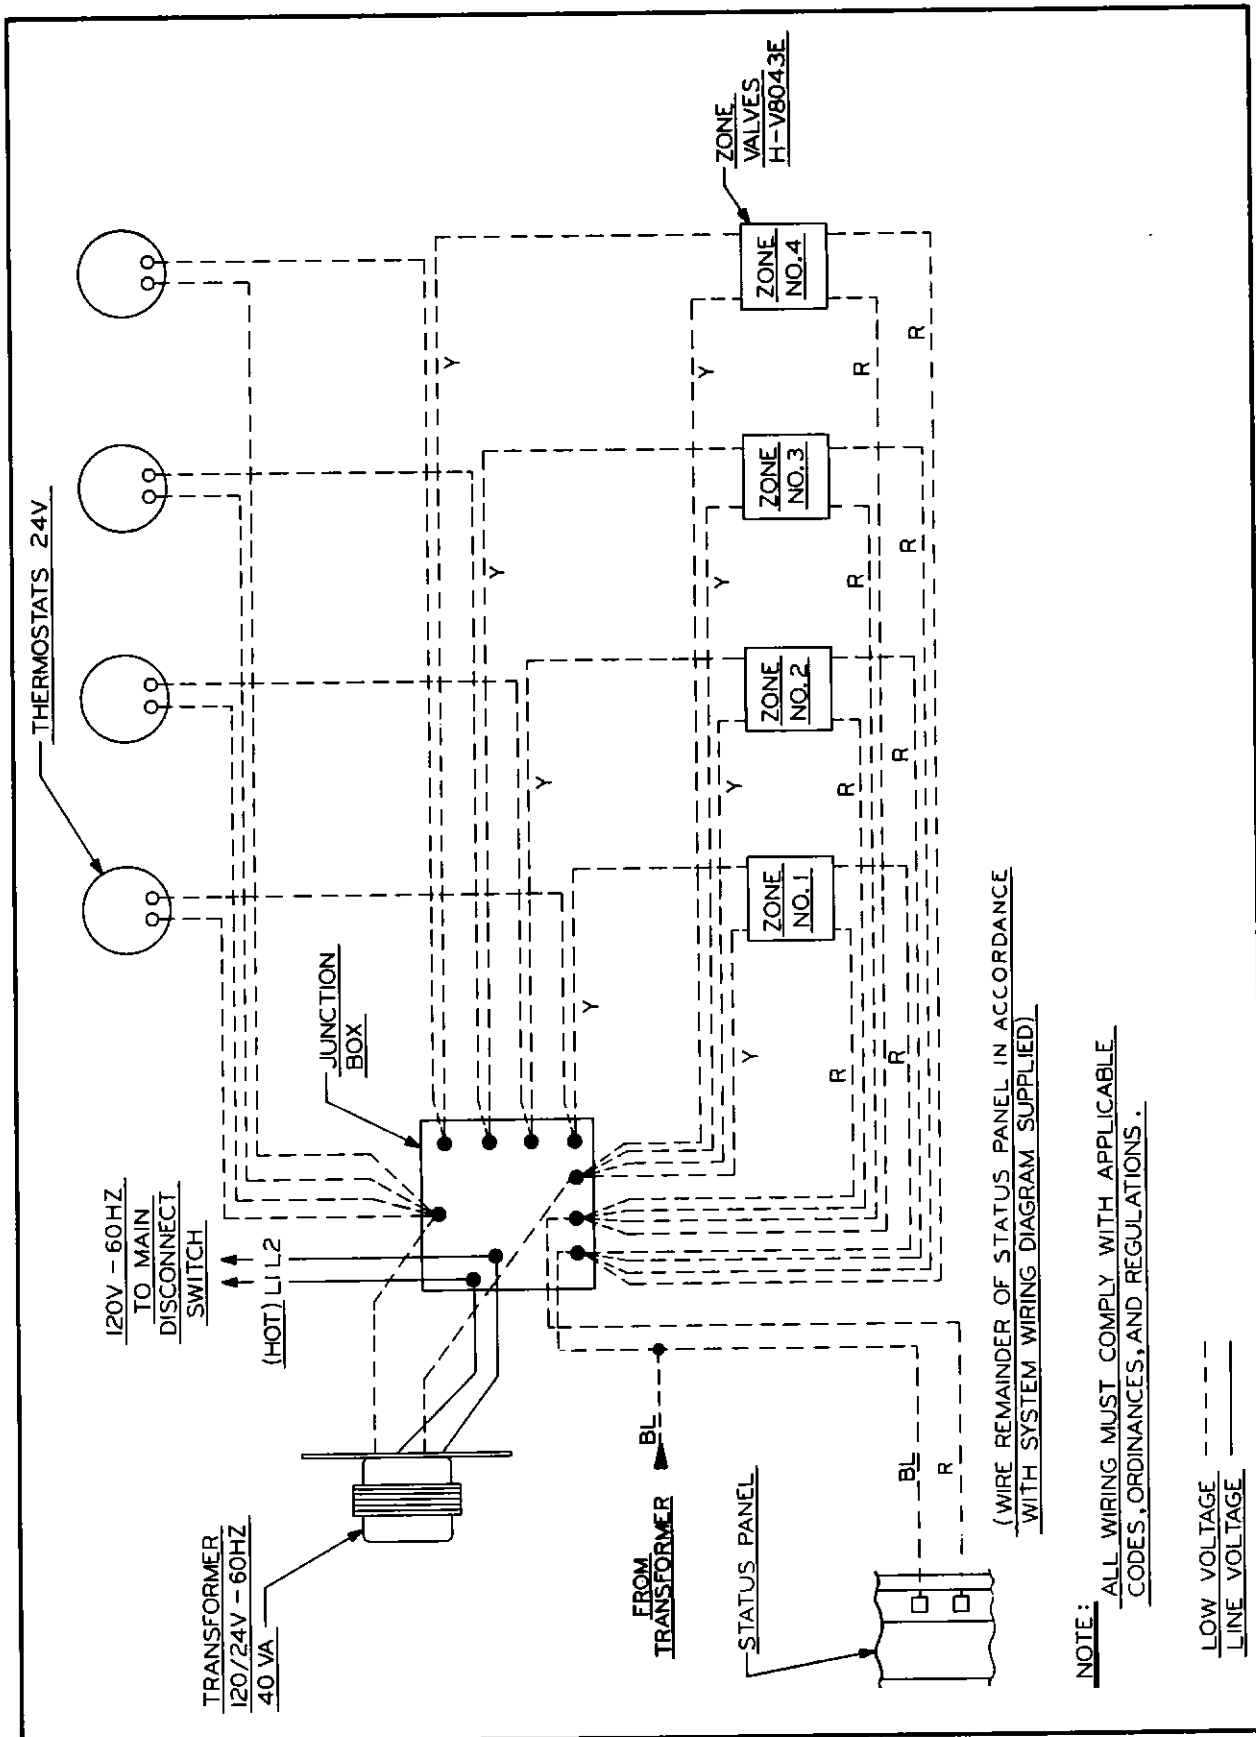 THERMOSTATS 24V
ZONE
VALVES
H-V8043E
JUNCTION
BOX
120V-60HZ
TO MAIN
DISCONNECT
SWITCH
(HOT) L1 L2
TRANSFORMER
120/24V-60HZ
40 VA
Y
Y
Y
Y
Y
Y
Y
Y
ZONE
NO.1
ZONE
NO.2
ZONE
NO.3
ZONE
NO.4
R
R
R
R
R
R
R
R
FROM
TRANSFORMER
BL
STATUS PANEL
BL
R
(WIRE REMAINDER OF STATUS PANEL IN ACCORDANCE
WITH SYSTEM WIRING DIAGRAM SUPPLIED)
NOTE:
ALL WIRING MUST COMPLY WITH APPLICABLE
CODES, ORDINANCES, AND REGULATIONS.
LOW VOLTAGE
LINE VOLTAGE